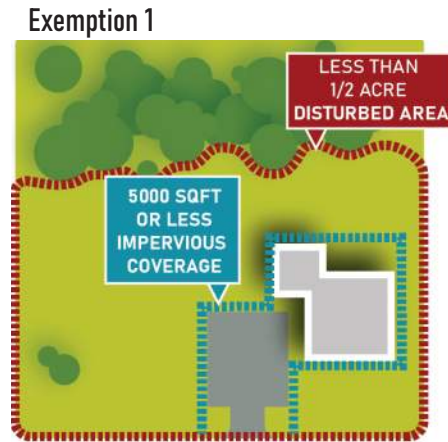 Exemption 1
LESS THAN
1/2 ACRE
DISTURBED AREA
5000 SQFT
OR LESS
IMPERVIOUS
COVERAGE